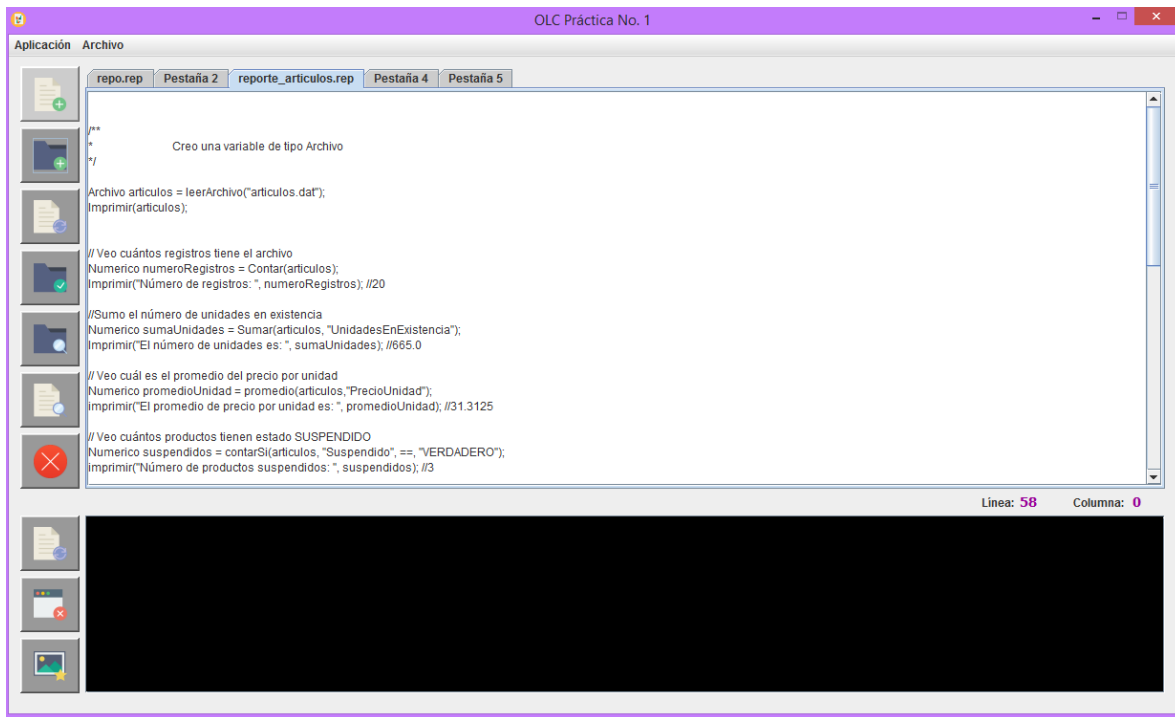 OLC Práctica No. 1
Aplicación Archivo
repo.rep Pestaña 2 reporte_articulos.rep Pestaña 4 Pestaña 5
/**
* Creo una variable de tipo Archivo
*/
Archivo articulos = leerArchivo("articulos.dat");
Imprimir(articulos);
// Veo cuántos registros tiene el archivo
Numerico numeroRegistros = Contar(articulos);
Imprimir("Número de registros: ", numeroRegistros); //20
//Sumo el número de unidades en existencia
Numerico sumaUnidades = Sumar(articulos, "UnidadesEnExistencia");
Imprimir("El número de unidades es: ", sumaUnidades); //665.0
// Veo cuál es el promedio del precio por unidad
Numerico promedioUnidad = promedio(articulos,"PrecioUnidad");
imprimir("El promedio de precio por unidad es: ", promedioUnidad); //31.3125
// Veo cuántos productos tienen estado SUSPENDIDO
Numerico suspendidos = contarSi(articulos, "Suspendido", ==, "VERDADERO");
imprimir("Número de productos suspendidos: ", suspendidos); //3
Línea: 58 Columna: 0